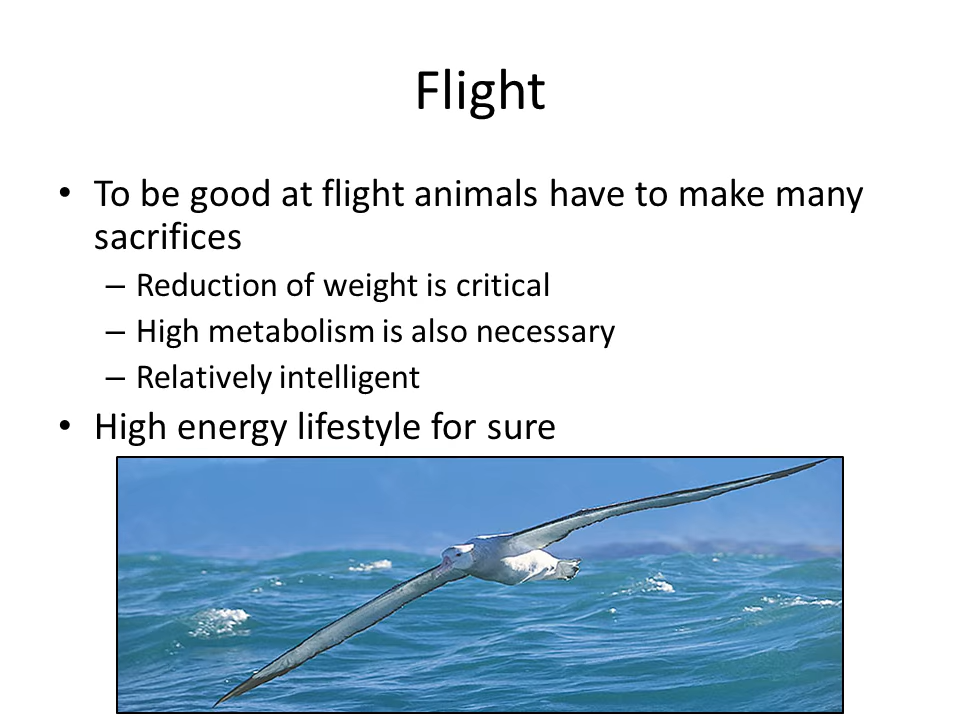 Flight
• To be good at flight animals have to make many
sacrifices
– Reduction of weight is critical
– High metabolism is also necessary
– Relatively intelligent
• High energy lifestyle for sure